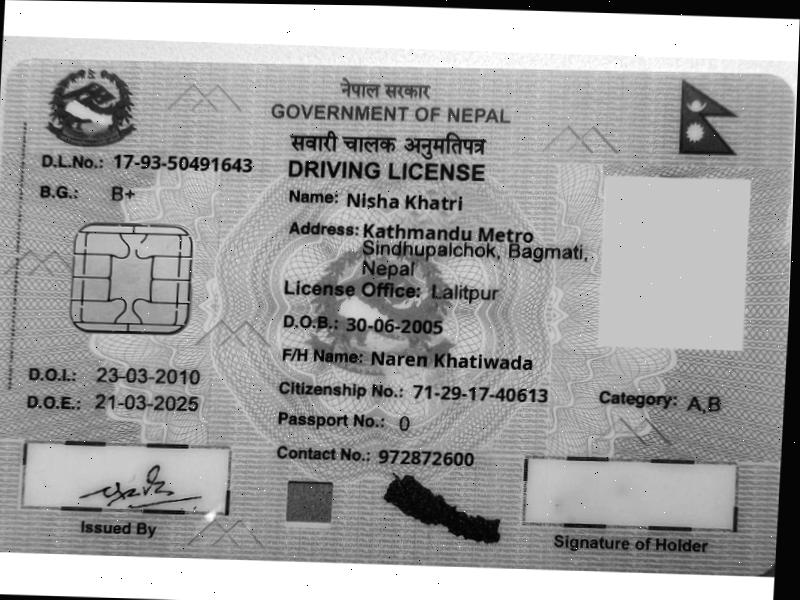 नेपाल सरकार
GOVERNMENT OF NEPAL
सवारी चालक अनुमतिपत्र
DRIVING LICENSE
D.L.No.: 17-93-50491643
B.G.: B+
Name: Nisha Khatri
Address: Kathmandu Metro
Sindhupalchok, Bagmati,
Nepal
License Office: Lalitpur
D.O.B.: 30-06-2005
F/H Name: Naren Khatiwada
D.O.I.: 23-03-2010
D.O.E.: 21-03-2025
Citizenship No.: 71-29-17-40613
Category: A,B
Passport No.: 0
Contact No.: 972872600
Issued By
Signature of Holder